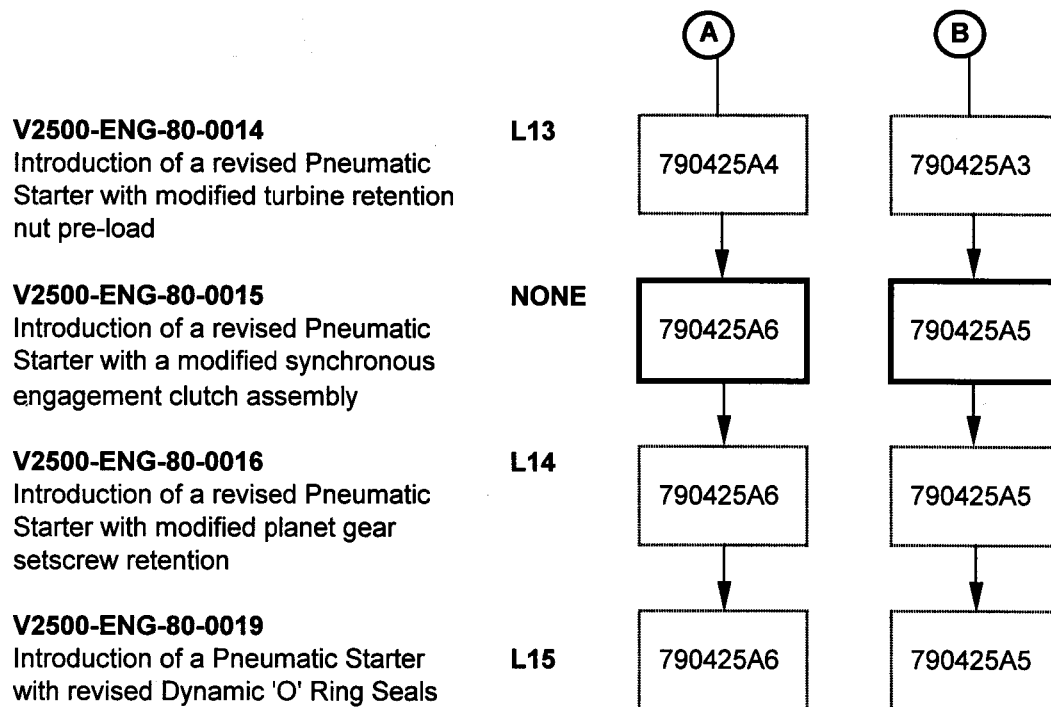 A B
V2500-ENG-80-0014 L13
Introduction of a revised Pneumatic 790425A4 790425A3
Starter with modified turbine retention
nut pre-load
V2500-ENG-80-0015 NONE
Introduction of a revised Pneumatic 790425A6 790425A5
Starter with a modified synchronous
engagement clutch assembly
V2500-ENG-80-0016 L14
Introduction of a revised Pneumatic 790425A6 790425A5
Starter with modified planet gear
setscrew retention
V2500-ENG-80-0019
Introduction of a Pneumatic Starter L15 790425A6 790425A5
with revised Dynamic 'O' Ring Seals